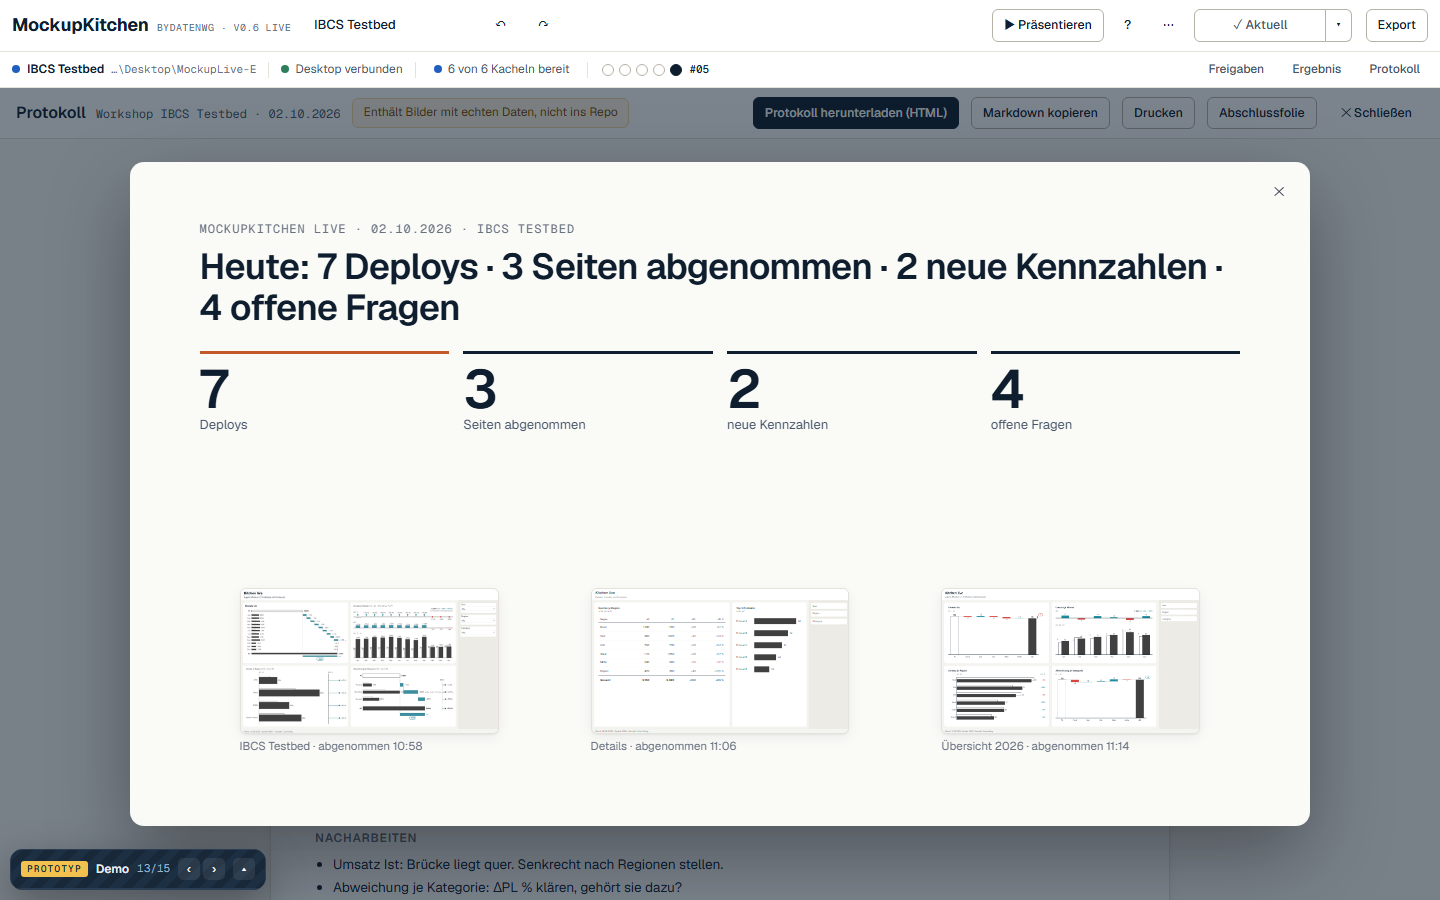 MockupKitchen BYDATENWG · V0.6 LIVE IBCS Testbed Präsentieren ? ··· ✓ Aktuell Export
IBCS Testbed …\Desktop\MockupLive-E Desktop verbunden 6 von 6 Kacheln bereit #05 Freigaben Ergebnis Protokoll
Protokoll Workshop IBCS Testbed · 02.10.2026 Enthält Bilder mit echten Daten, nicht ins Repo Protokoll herunterladen (HTML) Markdown kopieren Drucken Abschlussfolie × Schließen
MOCKUPKITCHEN LIVE · 02.10.2026 · IBCS TESTBED
Heute: 7 Deploys · 3 Seiten abgenommen · 2 neue Kennzahlen ·
4 offene Fragen
7 3 2 4
Deploys Seiten abgenommen neue Kennzahlen offene Fragen
IBCS Testbed · abgenommen 10:58 Details · abgenommen 11:06 Übersicht 2026 · abgenommen 11:14
NACHARBEITEN
Umsatz Ist: Brücke liegt quer. Senkrecht nach Regionen stellen.
Abweichung je Kategorie: ΔPL % klären, gehört sie dazu?
PROTOTYP Demo 13/15 ‹ ›